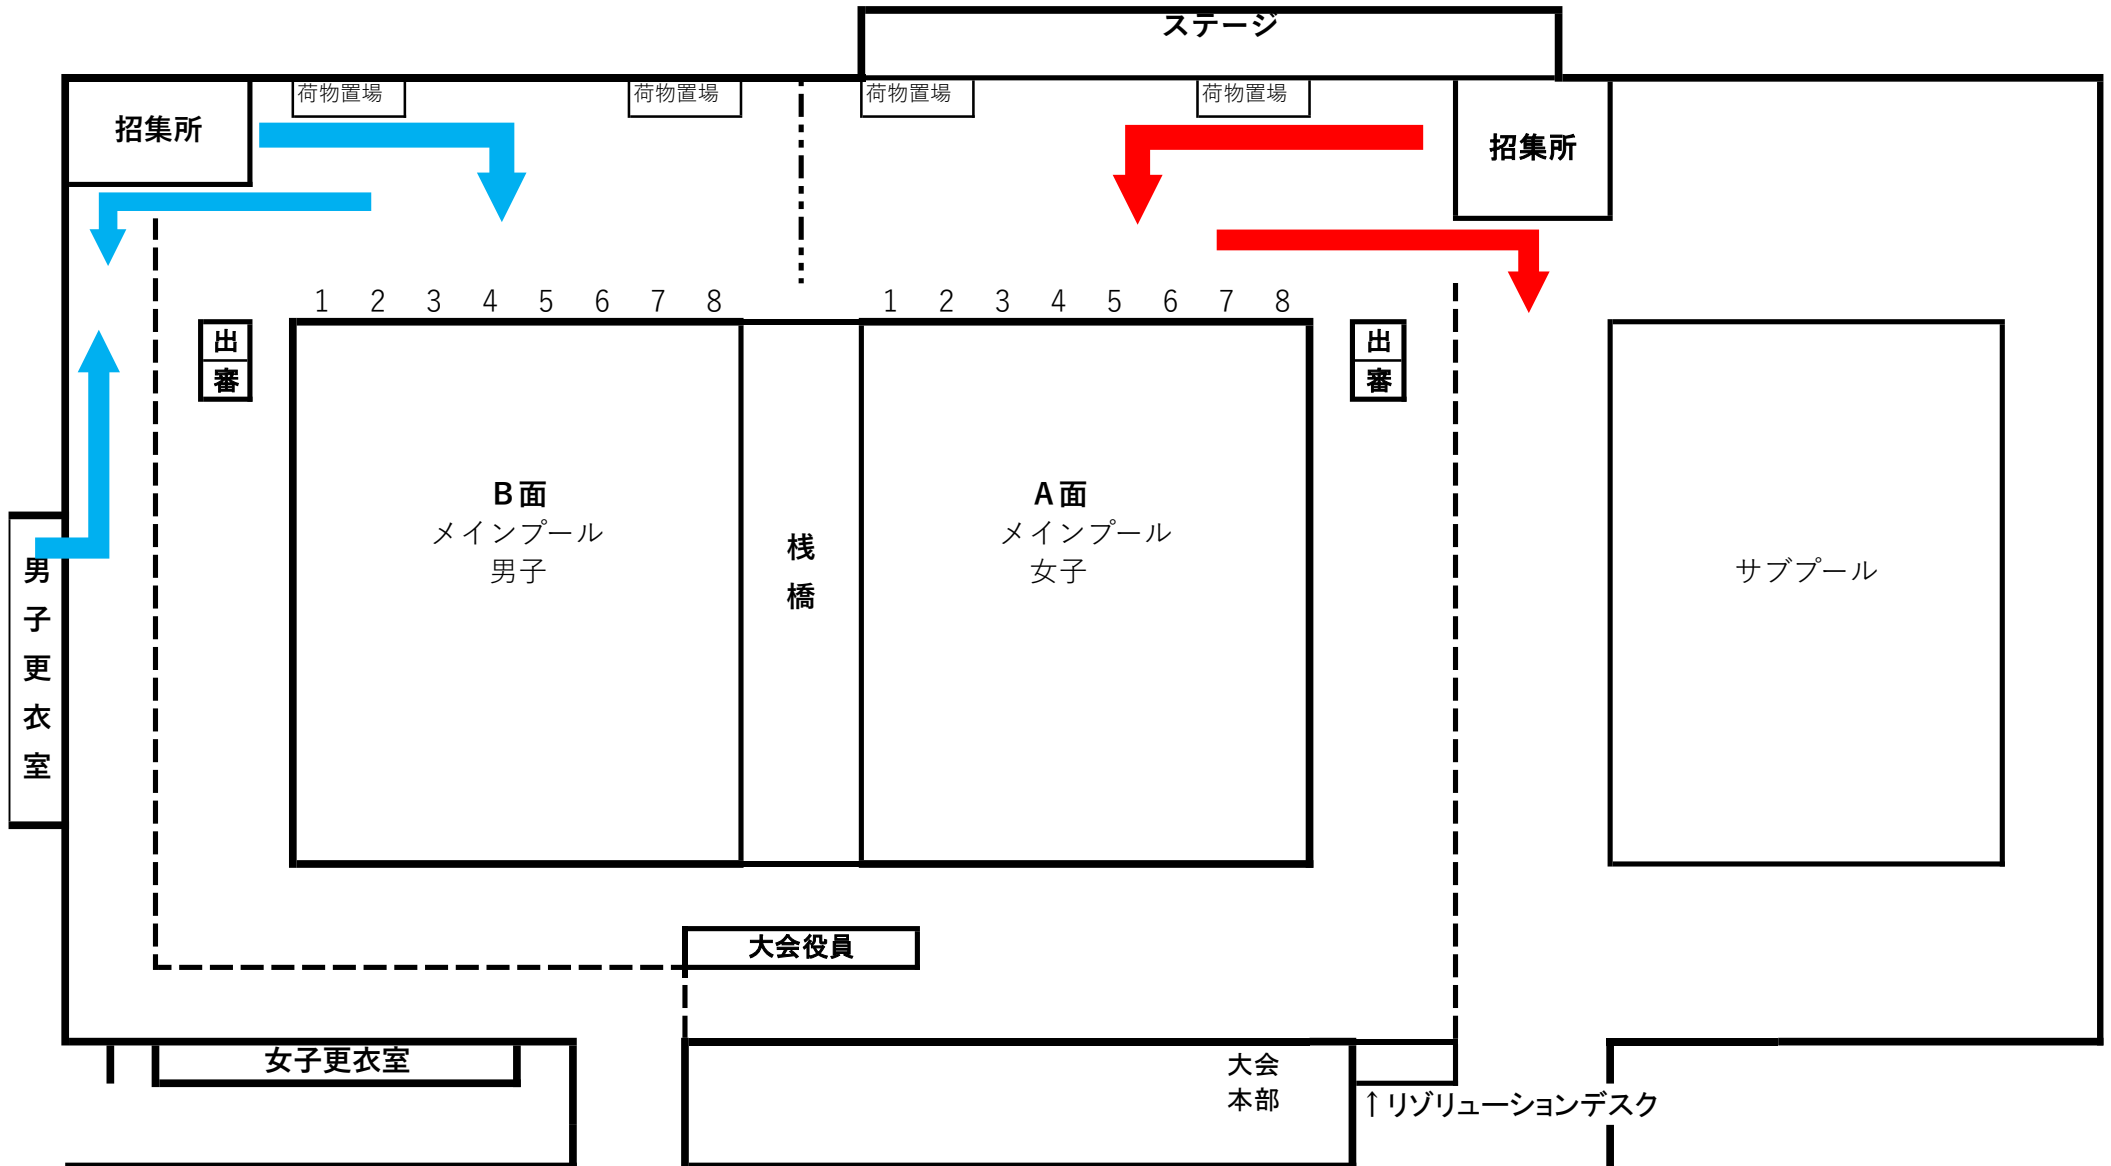 ステージ
荷物置場
荷物置場
荷物置場
荷物置場
招集所
招集所
1 2 3 4 5 6 7 8
1 2 3 4 5 6 7 8
出
審
出
審
B面
メインプール
男子
A面
メインプール
女子
桟
橋
サブプール
男
子
更
衣
室
大会役員
女子更衣室
大会
本部
↑リゾリューションデスク